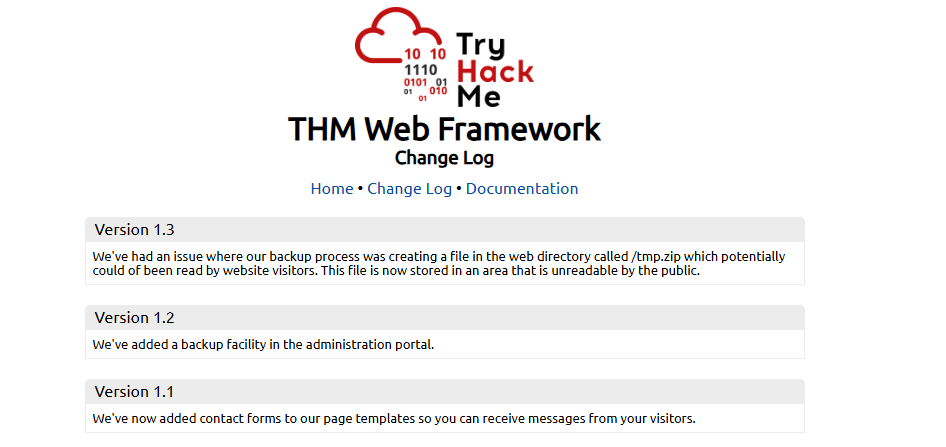 10 10
1110
0101 01
01 010
01
Try
Hack
Me
THM Web Framework
Change Log
Home • Change Log • Documentation
Version 1.3
We've had an issue where our backup process was creating a file in the web directory called /tmp.zip which potentially
could of been read by website visitors. This file is now stored in an area that is unreadable by the public.
Version 1.2
We've added a backup facility in the administration portal.
Version 1.1
We've now added contact forms to our page templates so you can receive messages from your visitors.